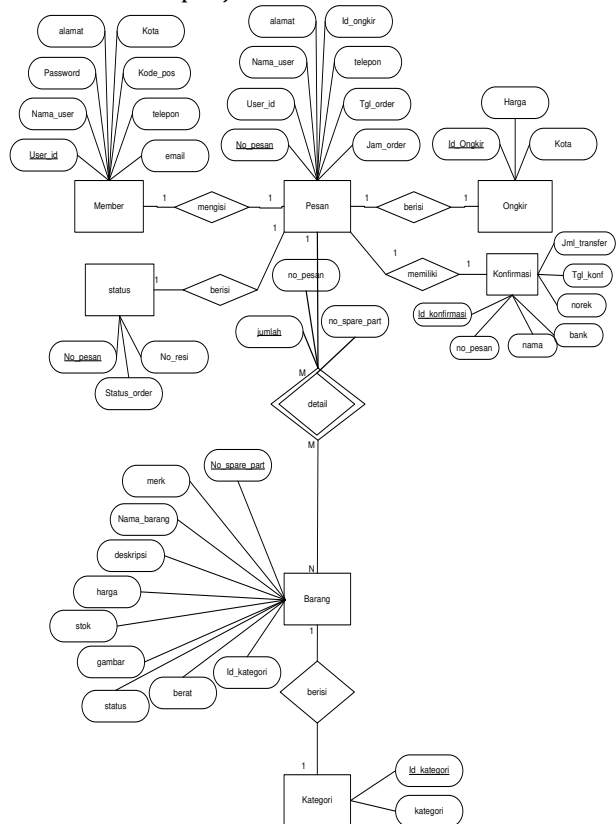 alamat
Kota
Password
Kode_pos
Nama_user
telepon
User_id
email
alamat
Id_ongkir
Nama_user
telepon
User_id
Tgl_order
No_pesan
Jam_order
Harga
Id_Ongkir
Kota
Member
1
mengisi
1
Pesan
1
berisi
1
Ongkir
1
1
1
memiliki
1
Konfirmasi
Jml_transfer
Tgl_konf
norek
bank
nama
no_pesan
Id_konfirmasi
status
1
berisi
No_pesan
No_resi
Status_order
no_pesan
jumlah
no_spare_part
M
detail
M
No_spare_part
merk
Nama_barang
deskripsi
harga
stok
gambar
status
berat
Id_kategori
N
Barang
1
berisi
1
Kategori
Id_kategori
kategori